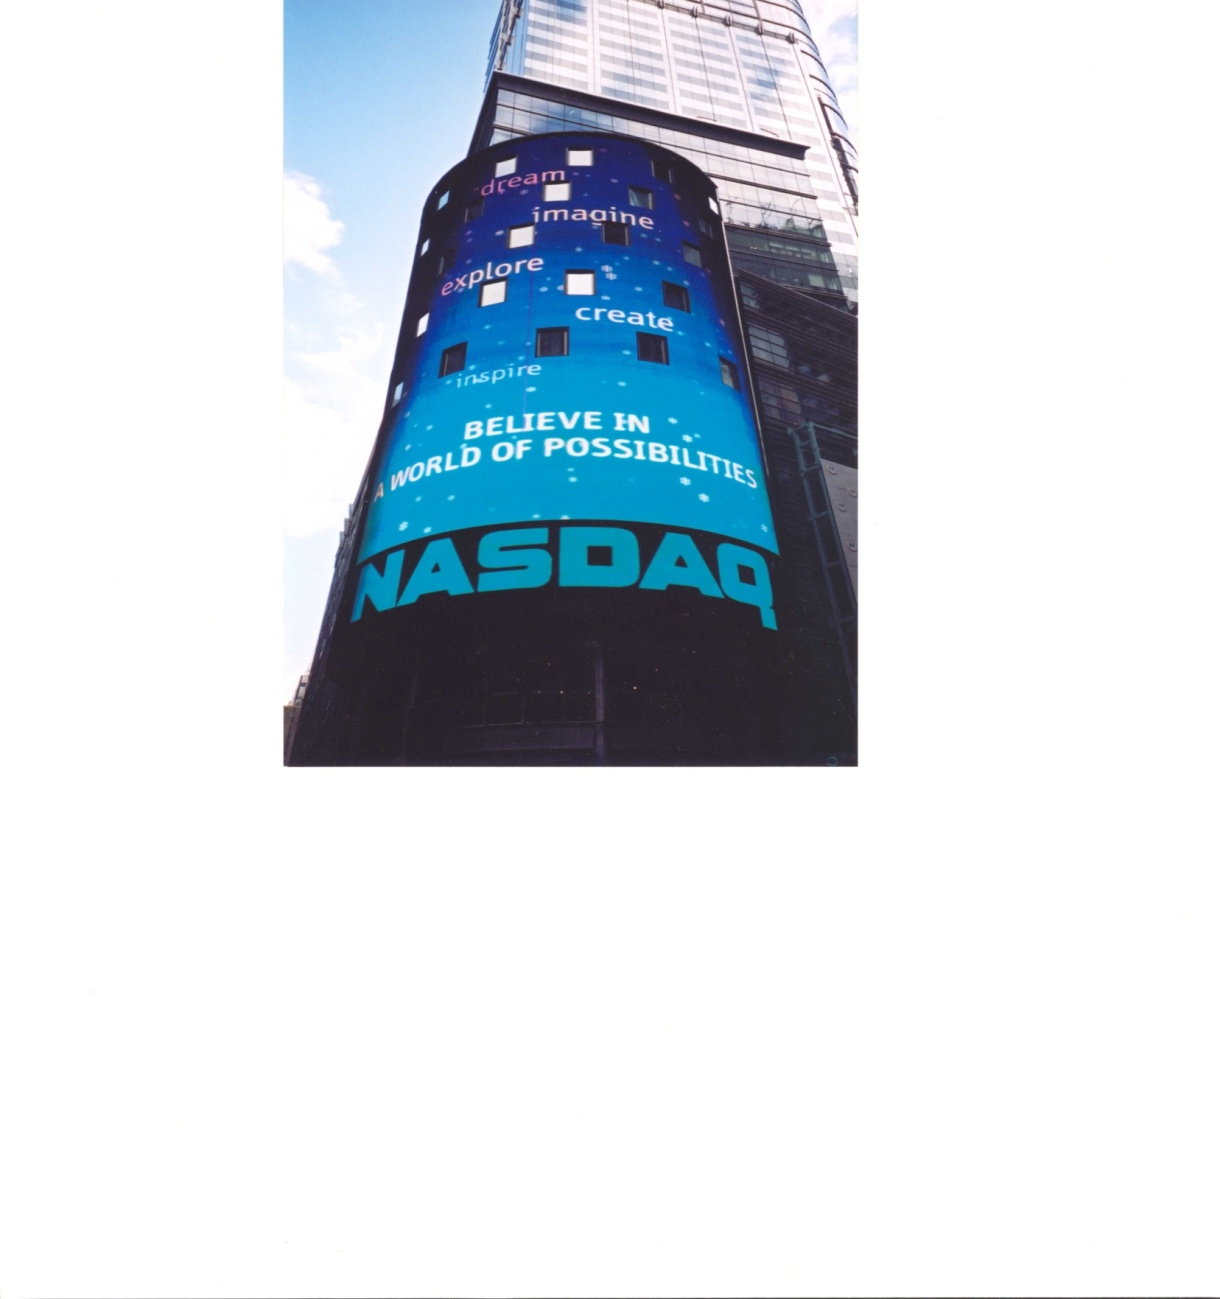 dream
imagine
explore
create
inspire
BELIEVE IN
A WORLD OF POSSIBILITIES
NASDAQ